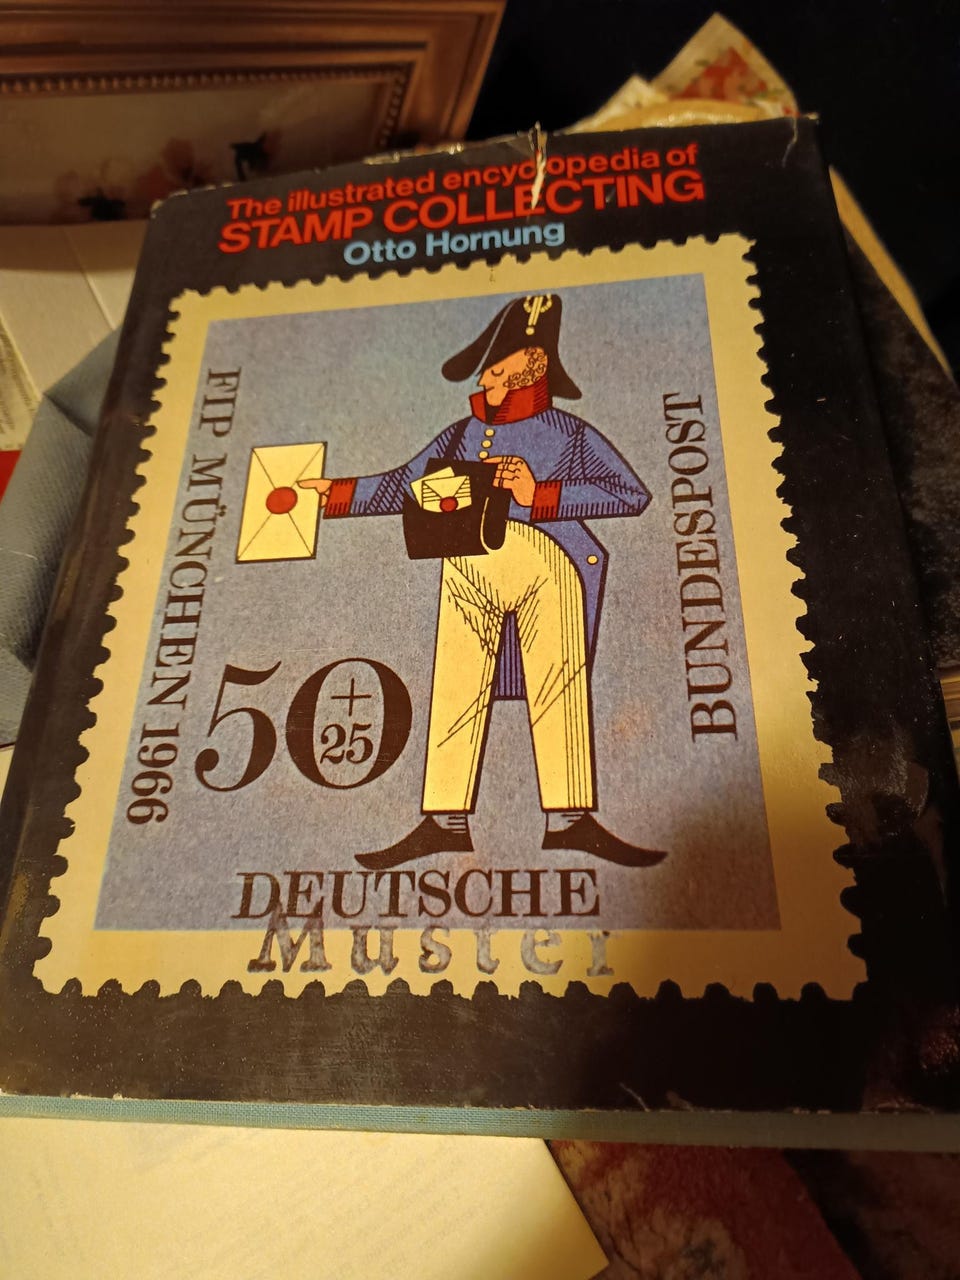 The illustrated encyclopedia of
STAMP COLLECTING
Otto Hornung
FIP MÜNCHEN 1966
BUNDESPOST
50
+
25
DEUTSCHE
Muster